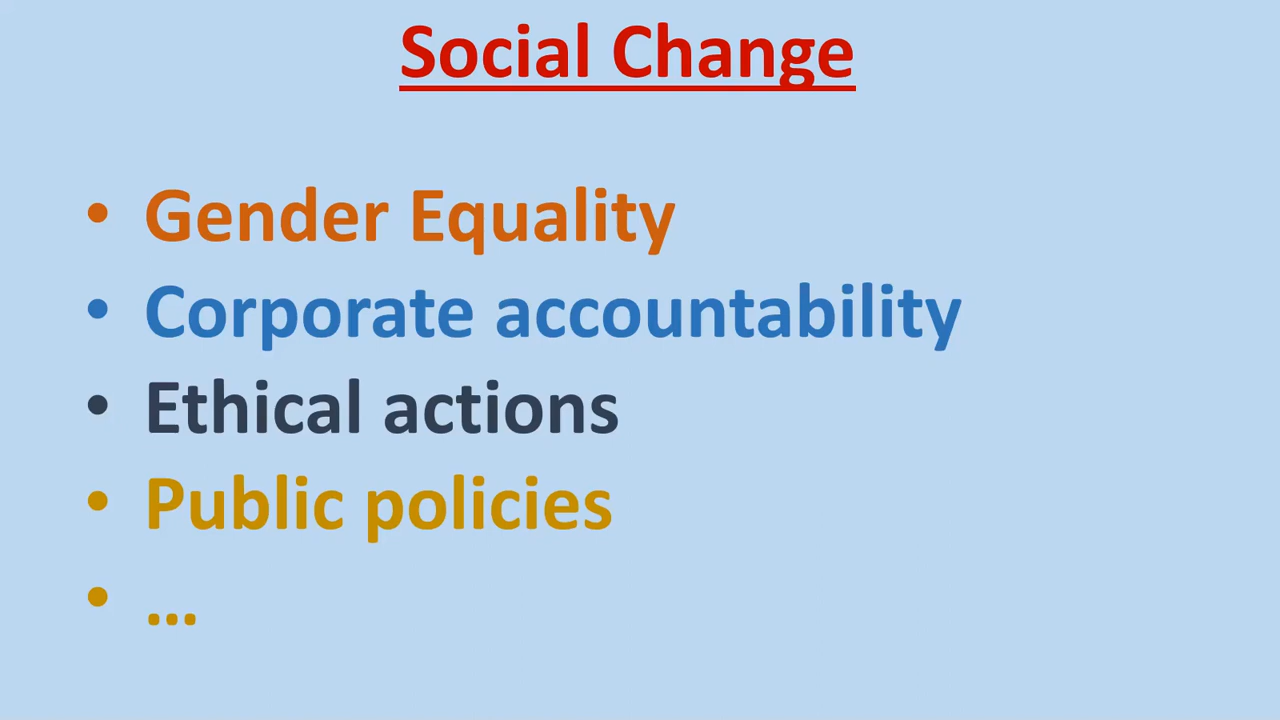 Social Change
• Gender Equality
• Corporate accountability
• Ethical actions
• Public policies
• ...